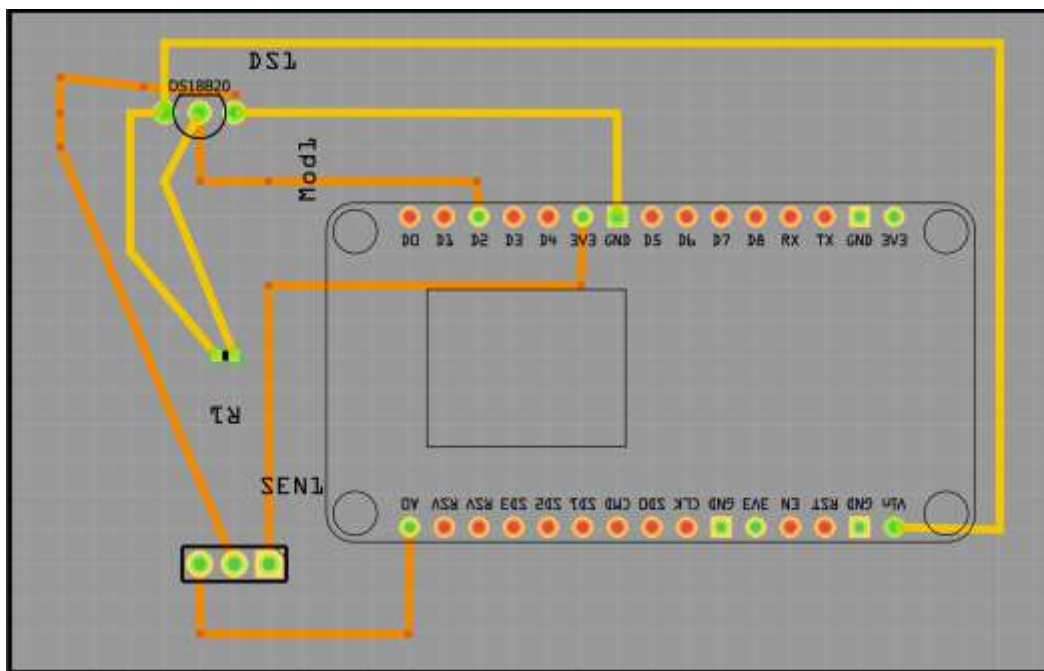 DS1
DS18B20
Mod1
D0 D1 D2 D3 D4 3V3 GND D5 D6 D7 D8 RX TX GND 3V3
R1
SEN1
A0 RSV RSV SD3 SD2 SD1 CMD SD0 CLK GND 3V3 EN RST GND Vin